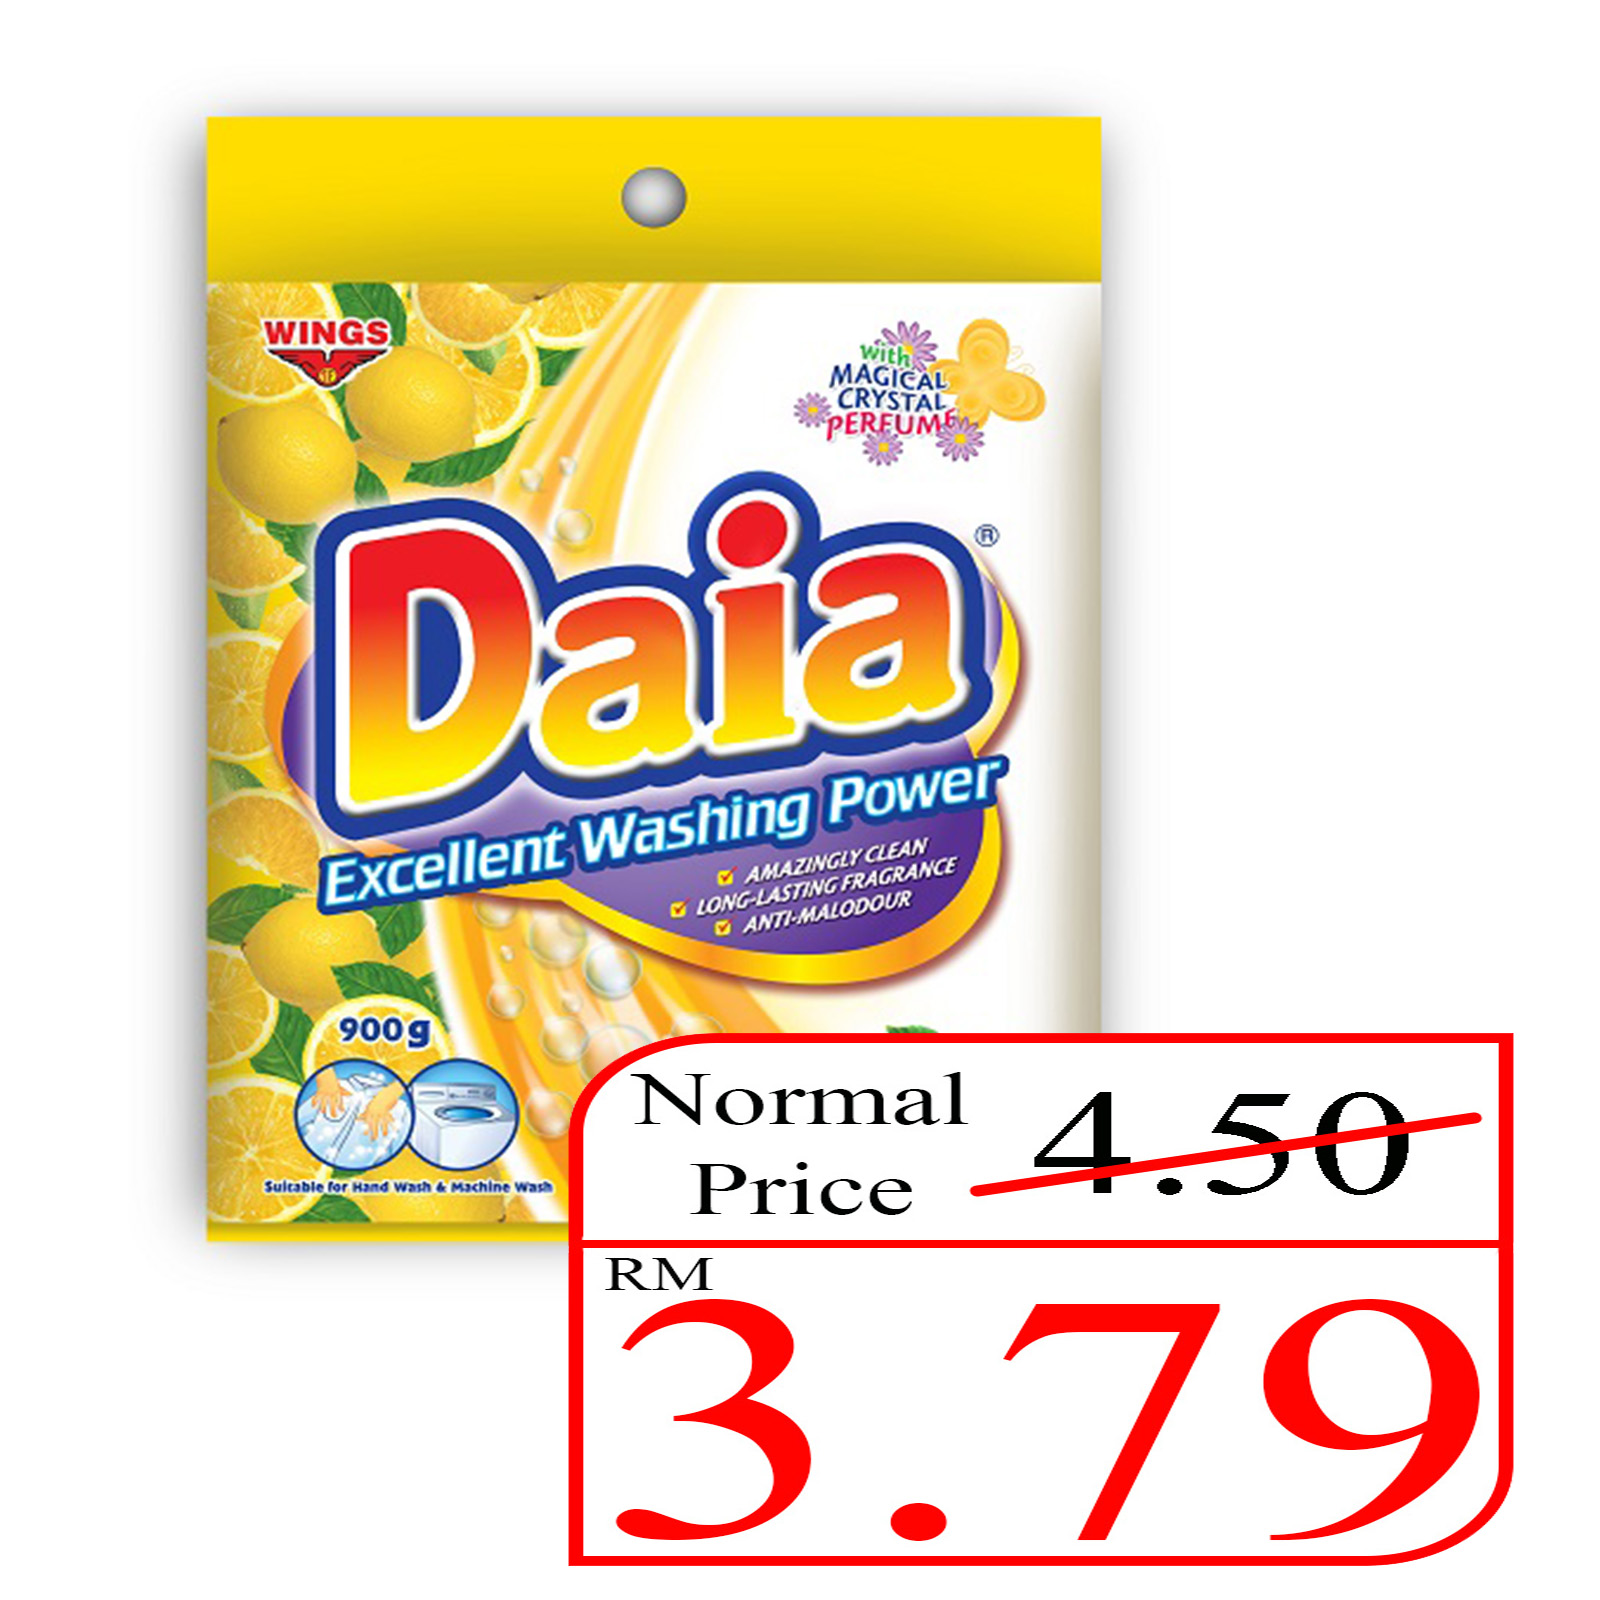 WINGS
with
MAGICAL
CRYSTAL
PERFUME
Daia
®
Excellent Washing Power
AMAZINGLY CLEAN
LONG-LASTING FRAGRANCE
ANTI-MALODOUR
900g
Suitable for Hand Wash & Machine Wash
Normal
Price
4.50
RM
3.79